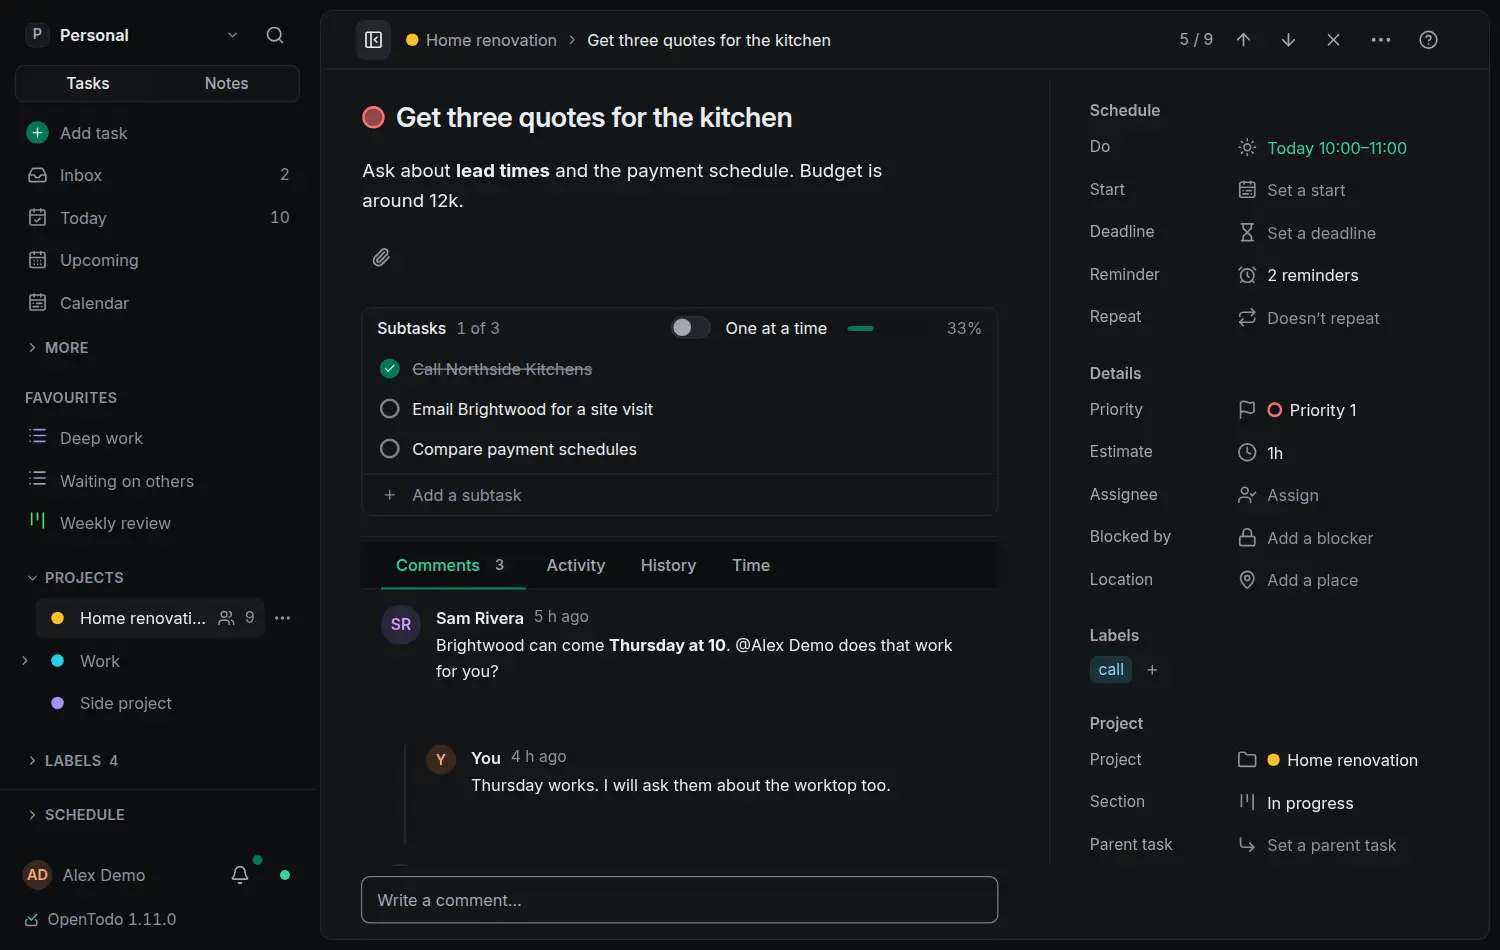 P Personal
Tasks Notes
Add task
Inbox 2
Today 10
Upcoming
Calendar
MORE
FAVOURITES
Deep work
Waiting on others
Weekly review
PROJECTS
Home renovati... 9
Work
Side project
LABELS 4
SCHEDULE
AD Alex Demo
OpenTodo 1.11.0
Home renovation > Get three quotes for the kitchen
5 / 9
Get three quotes for the kitchen
Ask about lead times and the payment schedule. Budget is
around 12k.
Subtasks 1 of 3 One at a time 33%
Call Northside Kitchens
Email Brightwood for a site visit
Compare payment schedules
+ Add a subtask
Comments 3 Activity History Time
SR Sam Rivera 5 h ago
Brightwood can come Thursday at 10. @Alex Demo does that work
for you?
Y You 4 h ago
Thursday works. I will ask them about the worktop too.
Write a comment...
Schedule
Do Today 10:00–11:00
Start Set a start
Deadline Set a deadline
Reminder 2 reminders
Repeat Doesn't repeat
Details
Priority Priority 1
Estimate 1h
Assignee Assign
Blocked by Add a blocker
Location Add a place
Labels
call +
Project
Project Home renovation
Section In progress
Parent task Set a parent task